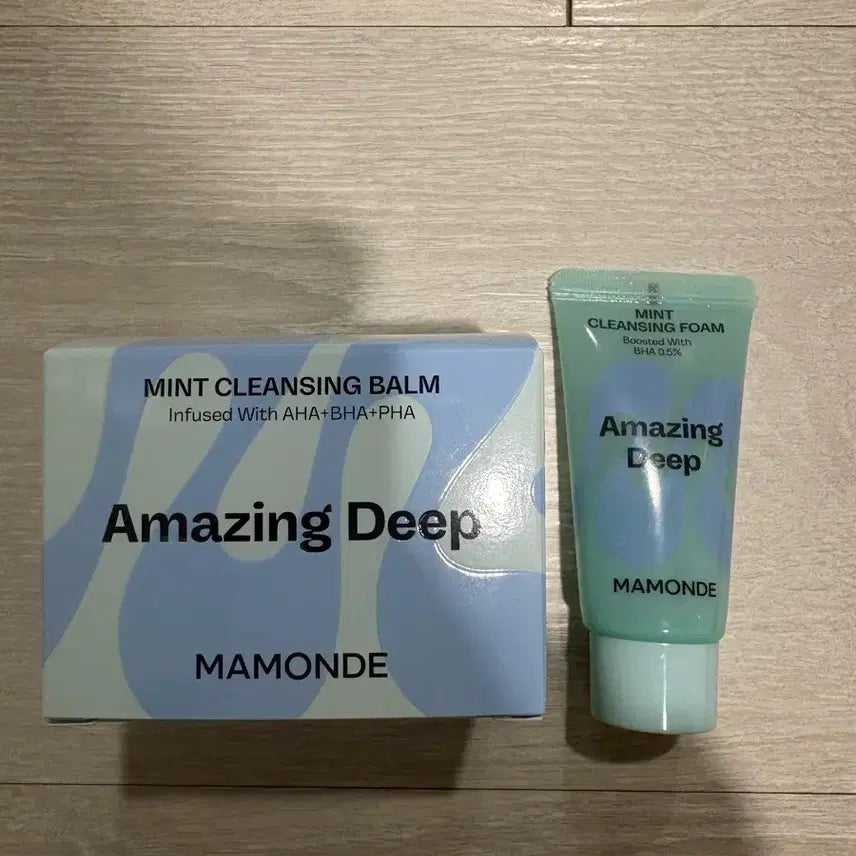 MINT CLEANSING BALM
Infused With AHA+BHA+PHA
Amazing Deep
MAMONDE
MINT
CLEANSING FOAM
Boosted With
BHA 0.5%
Amazing
Deep
MAMONDE